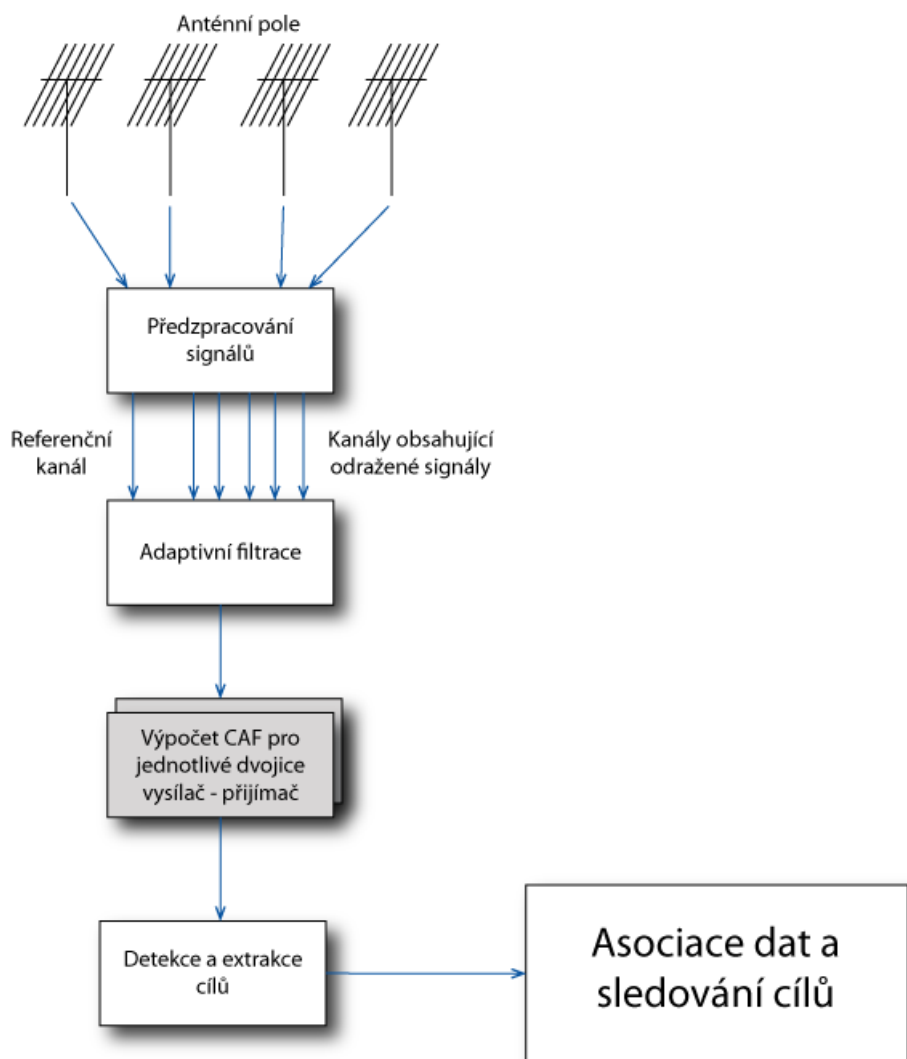 Anténní pole
Předzpracování
signálů
Referenční
kanál
Kanály obsahující
odražené signály
Adaptivní filtrace
Výpočet CAF pro
jednotlivé dvojice
vysílač - přijímač
Detekce a extrakce
cílů
Asociace dat a
sledování cílů